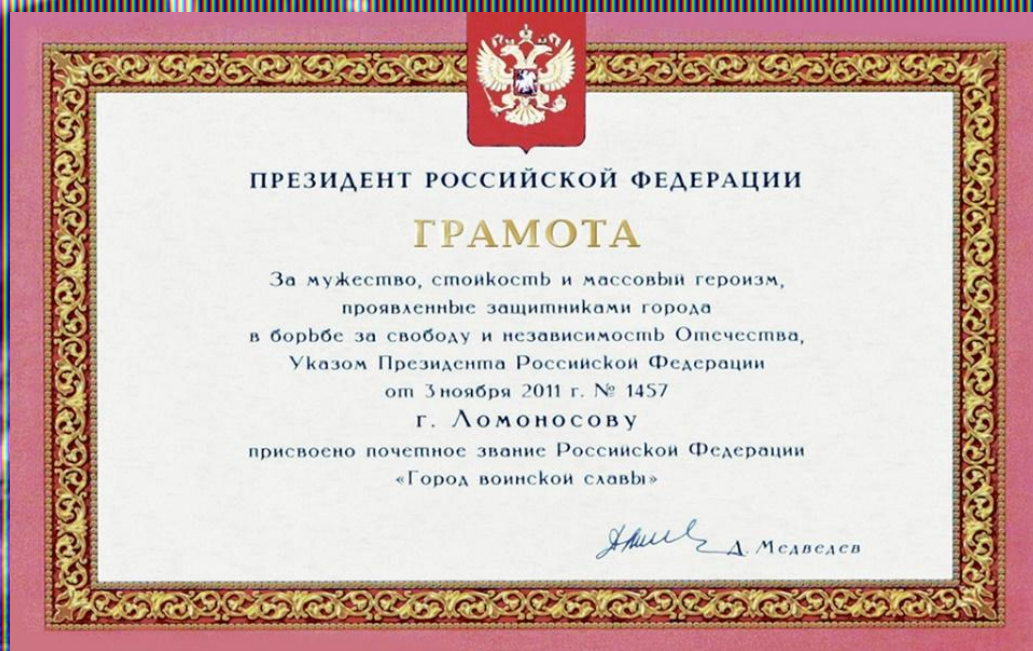 ПРЕЗИДЕНТ РОССИЙСКОЙ ФЕДЕРАЦИИ
ГРАМОТА
За мужество, стойкость и массовый героизм,
проявленные защитниками города
в борьбе за свободу и независимость Отечества,
Указом Президента Российской Федерации
от 3 ноября 2011 г. № 1457
г. Ломоносову
присвоено почетное звание Российской Федерации
«Город воинской славы»
Д. Медведев